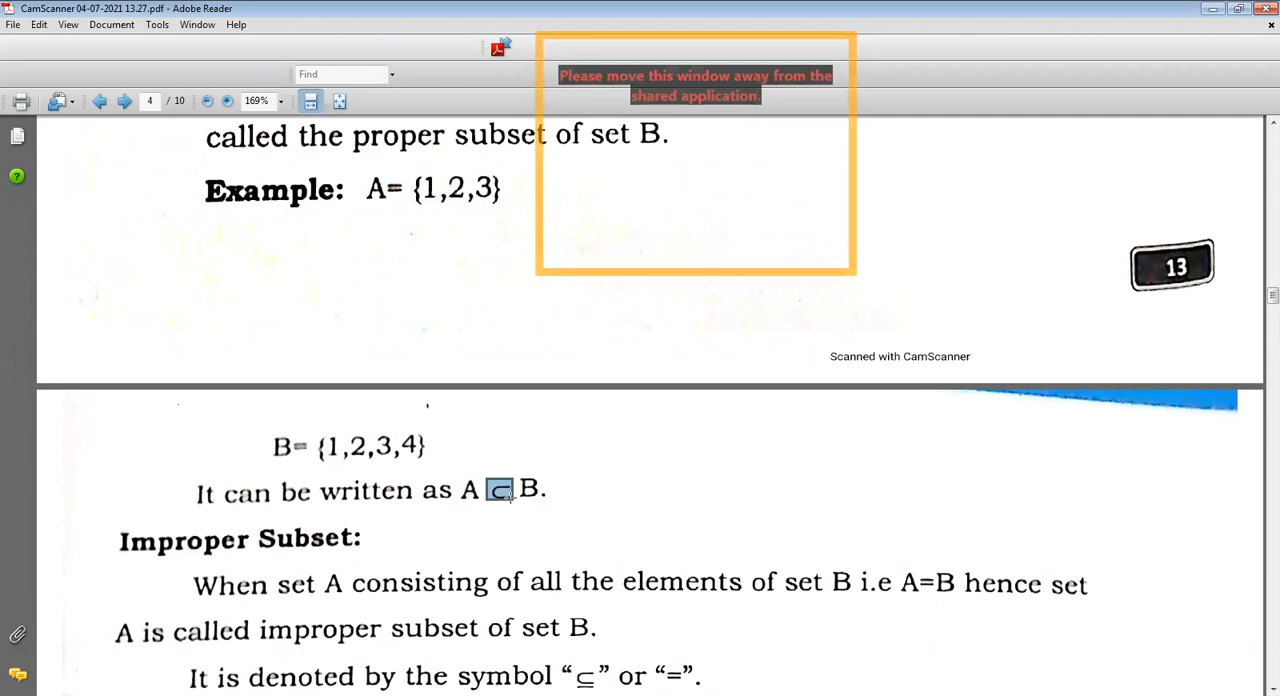 CamScanner 04-07-2021 13.27.pdf - Adobe Reader
File Edit View Document Tools Window Help
Find
4 / 10 169%
Please move this window away from the
shared application.
called the proper subset of set B.
Example: A= {1,2,3}
13
Scanned with CamScanner
B= {1,2,3,4}
It can be written as A ⊂ B.
Improper Subset:
When set A consisting of all the elements of set B i.e A=B hence set
A is called improper subset of set B.
It is denoted by the symbol “⊆” or “=”.